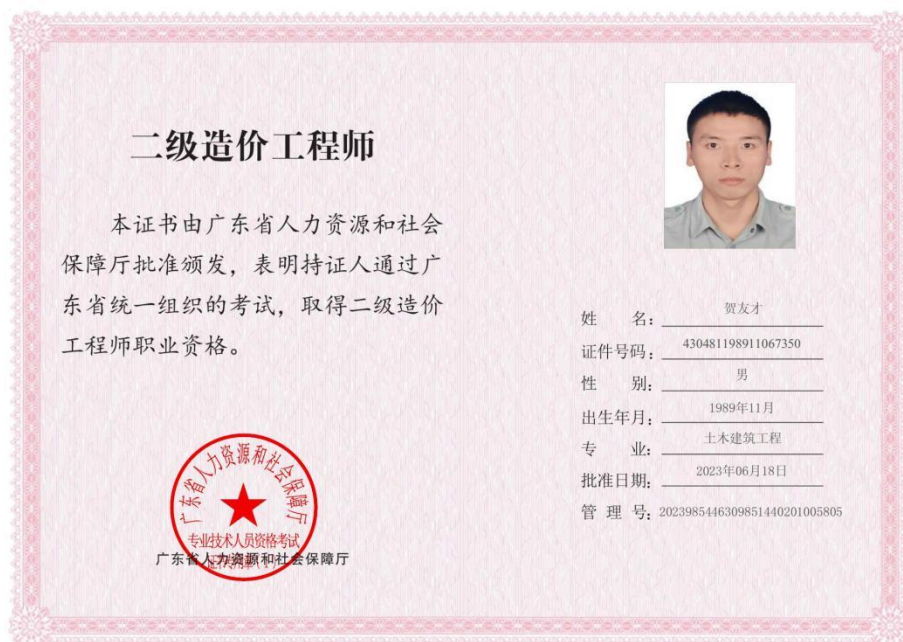 二级造价工程师
本证书由广东省人力资源和社会
保障厅批准颁发，表明持证人通过广
东省统一组织的考试，取得二级造价
工程师职业资格。
广东省人力资源和社会保障厅
专业技术人员资格考试
广东省人力资源和社会保障厅
姓 名：贺友才
证件号码：430481198911067350
性 别：男
出生年月：1989年11月
专 业：土木建筑工程
批准日期：2023年06月18日
管 理 号：2023985446309851440201005805